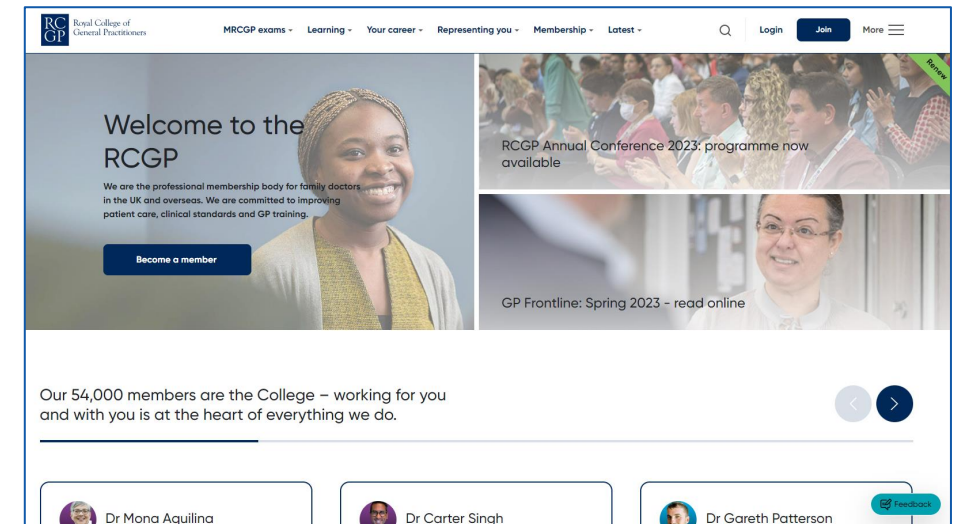 RC
GP
Royal College of
General Practitioners
MRCGP exams
Learning
Your career
Representing you
Membership
Latest
Login
Join
More
Renew
Welcome to the
RCGP
We are the professional membership body for family doctors
in the UK and overseas. We are committed to improving
patient care, clinical standards and GP training.
Become a member
RCGP Annual Conference 2023: programme now
available
GP Frontline: Spring 2023 - read online
Our 54,000 members are the College – working for you
and with you is at the heart of everything we do.
Dr Mona Aquilina
Dr Carter Singh
Dr Gareth Patterson
Feedback